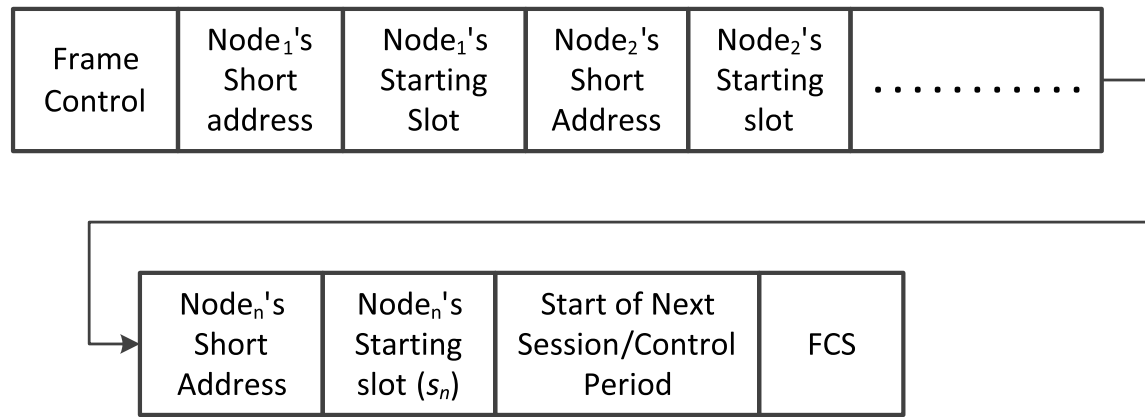 Frame
Control
Node₁'s
Short
address
Node₁'s
Starting
Slot
Node₂'s
Short
Address
Node₂'s
Starting
slot
...........
Nodeₙ's
Short
Address
Nodeₙ's
Starting
slot (sₙ)
Start of Next
Session/Control
Period
FCS